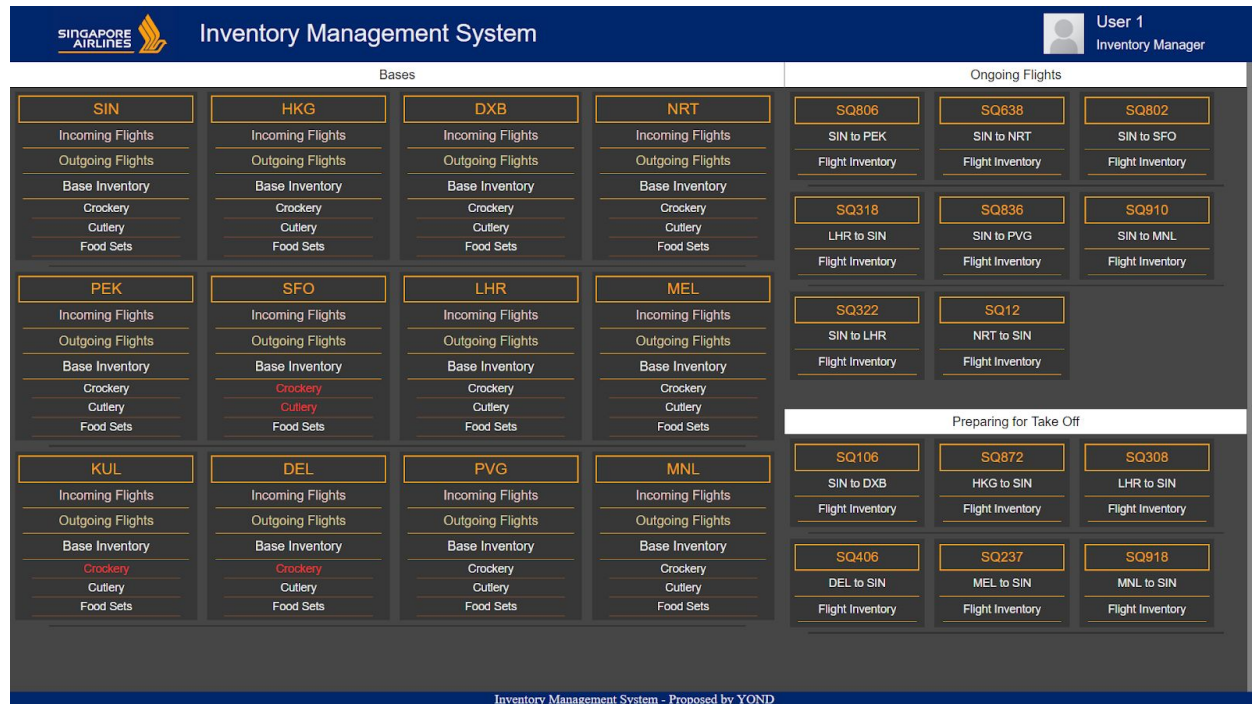 SINGAPORE
AIRLINES
Inventory Management System
User 1
Inventory Manager
Bases
SIN
Incoming Flights
Outgoing Flights
Base Inventory
Crockery
Cutlery
Food Sets
HKG
Incoming Flights
Outgoing Flights
Base Inventory
Crockery
Cutlery
Food Sets
DXB
Incoming Flights
Outgoing Flights
Base Inventory
Crockery
Cutlery
Food Sets
NRT
Incoming Flights
Outgoing Flights
Base Inventory
Crockery
Cutlery
Food Sets
PEK
Incoming Flights
Outgoing Flights
Base Inventory
Crockery
Cutlery
Food Sets
SFO
Incoming Flights
Outgoing Flights
Base Inventory
Crockery
Cutlery
Food Sets
LHR
Incoming Flights
Outgoing Flights
Base Inventory
Crockery
Cutlery
Food Sets
MEL
Incoming Flights
Outgoing Flights
Base Inventory
Crockery
Cutlery
Food Sets
KUL
Incoming Flights
Outgoing Flights
Base Inventory
Crockery
Cutlery
Food Sets
DEL
Incoming Flights
Outgoing Flights
Base Inventory
Crockery
Cutlery
Food Sets
PVG
Incoming Flights
Outgoing Flights
Base Inventory
Crockery
Cutlery
Food Sets
MNL
Incoming Flights
Outgoing Flights
Base Inventory
Crockery
Cutlery
Food Sets
Ongoing Flights
SQ806
SIN to PEK
Flight Inventory
SQ638
SIN to NRT
Flight Inventory
SQ802
SIN to SFO
Flight Inventory
SQ318
LHR to SIN
Flight Inventory
SQ836
SIN to PVG
Flight Inventory
SQ910
SIN to MNL
Flight Inventory
SQ322
SIN to LHR
Flight Inventory
SQ12
NRT to SIN
Flight Inventory
Preparing for Take Off
SQ106
SIN to DXB
Flight Inventory
SQ872
HKG to SIN
Flight Inventory
SQ308
LHR to SIN
Flight Inventory
SQ406
DEL to SIN
Flight Inventory
SQ237
MEL to SIN
Flight Inventory
SQ918
MNL to SIN
Flight Inventory
Inventory Management System - Proposed by YOND